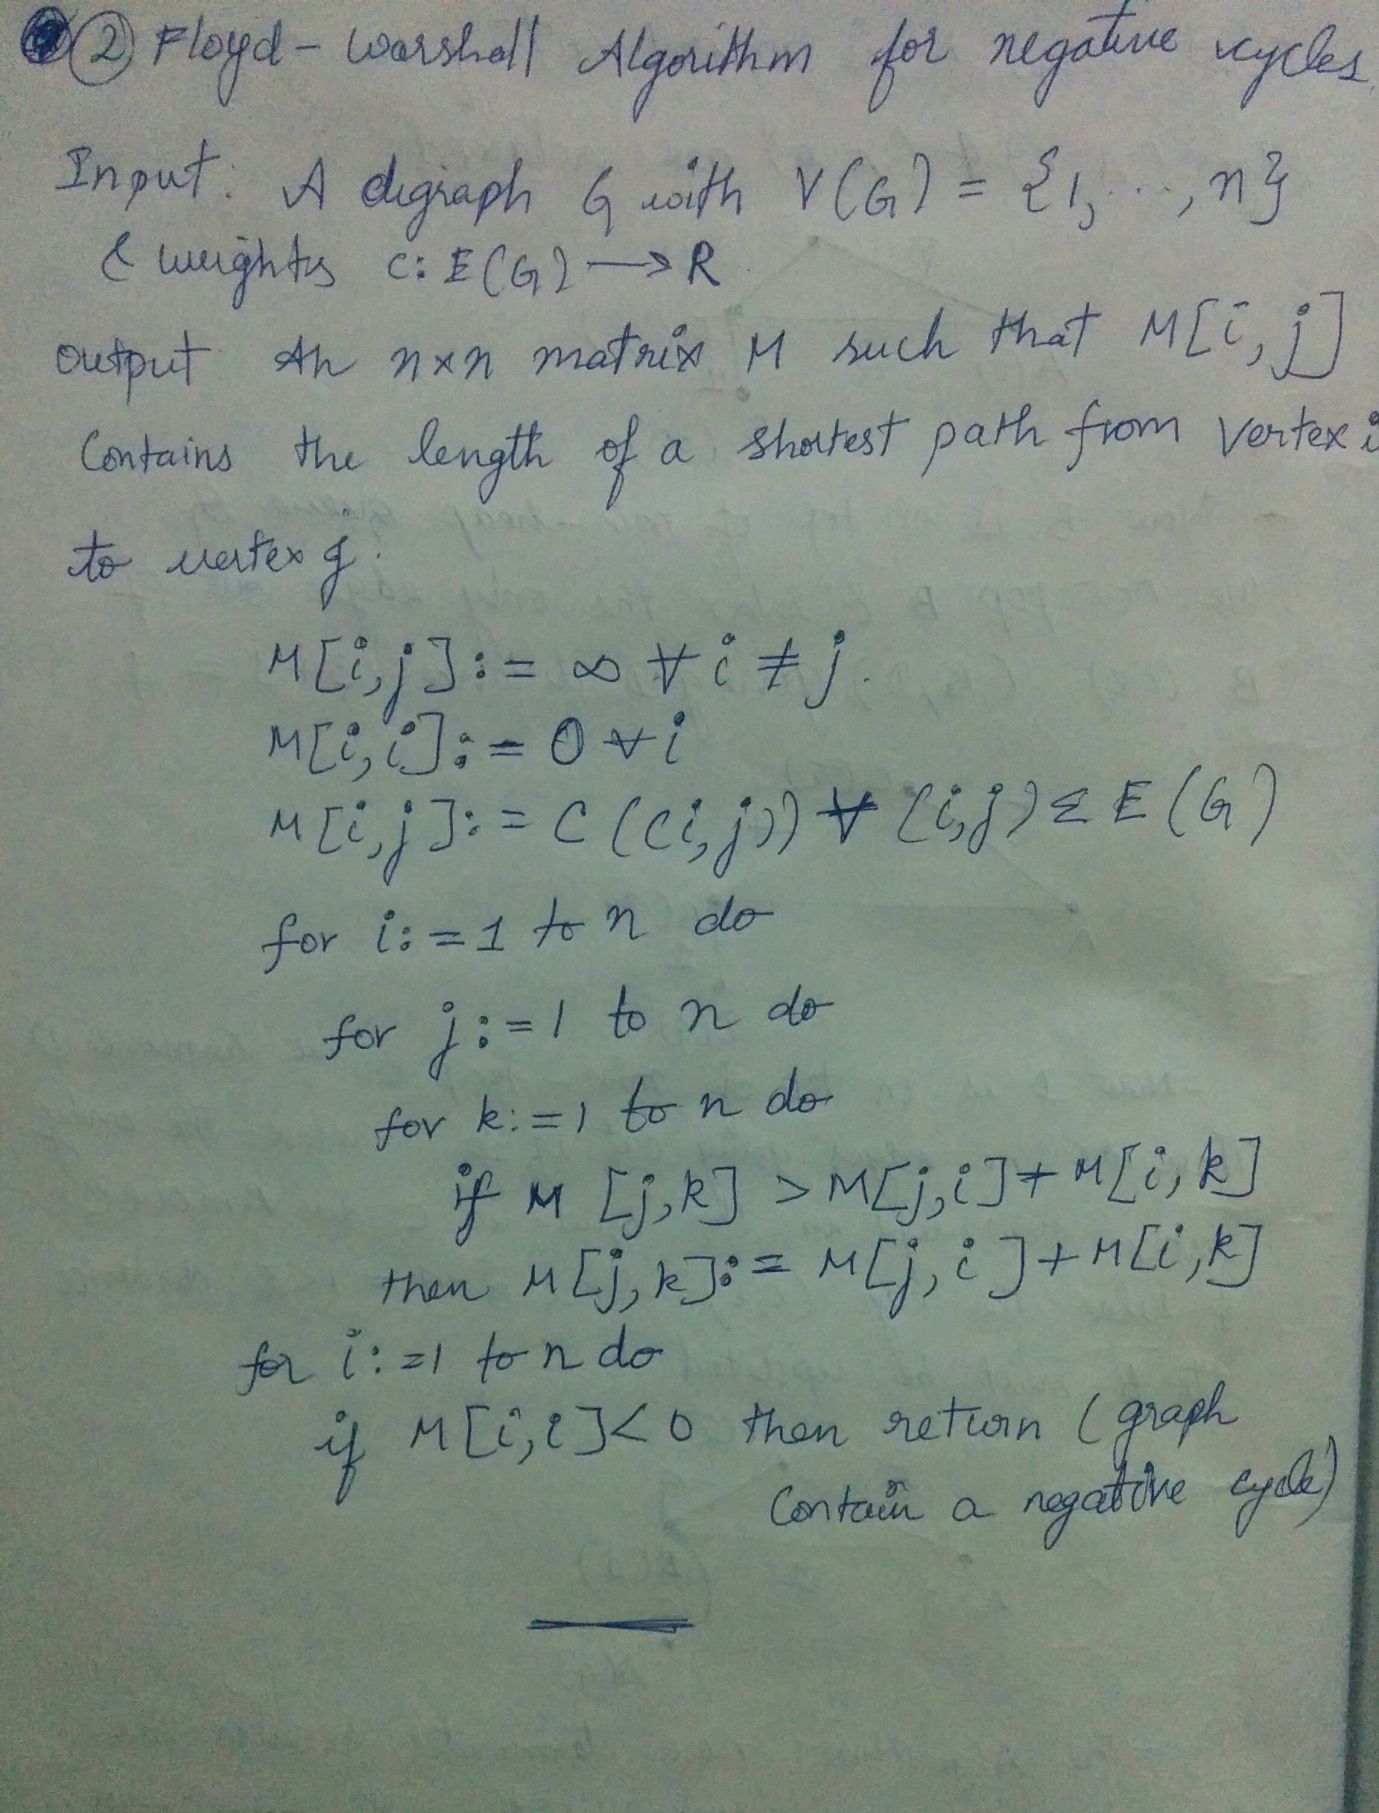 ② Floyd - Warshall Algorithm for negative cycles.
Input: A digraph G with V(G) = {1, ..., n}
& weights c: E(G) → R
output An n×n matrix M such that M[i, j]
Contains the length of a shortest path from vertex i
to vertex j.
M[i,j] := ∞ ∀ i ≠ j.
M[i,i] := 0 ∀ i
M[i,j] := C((i,j)) ∀ (i,j) ∈ E(G)
for i := 1 to n do
for j := 1 to n do
for k := 1 to n do
if M [j,k] > M[j,i] + M[i,k]
then M[j,k] := M[j,i] + M[i,k]
for i := 1 to n do
if M[i,i] < 0 then return (graph
Contain a negative cycle)